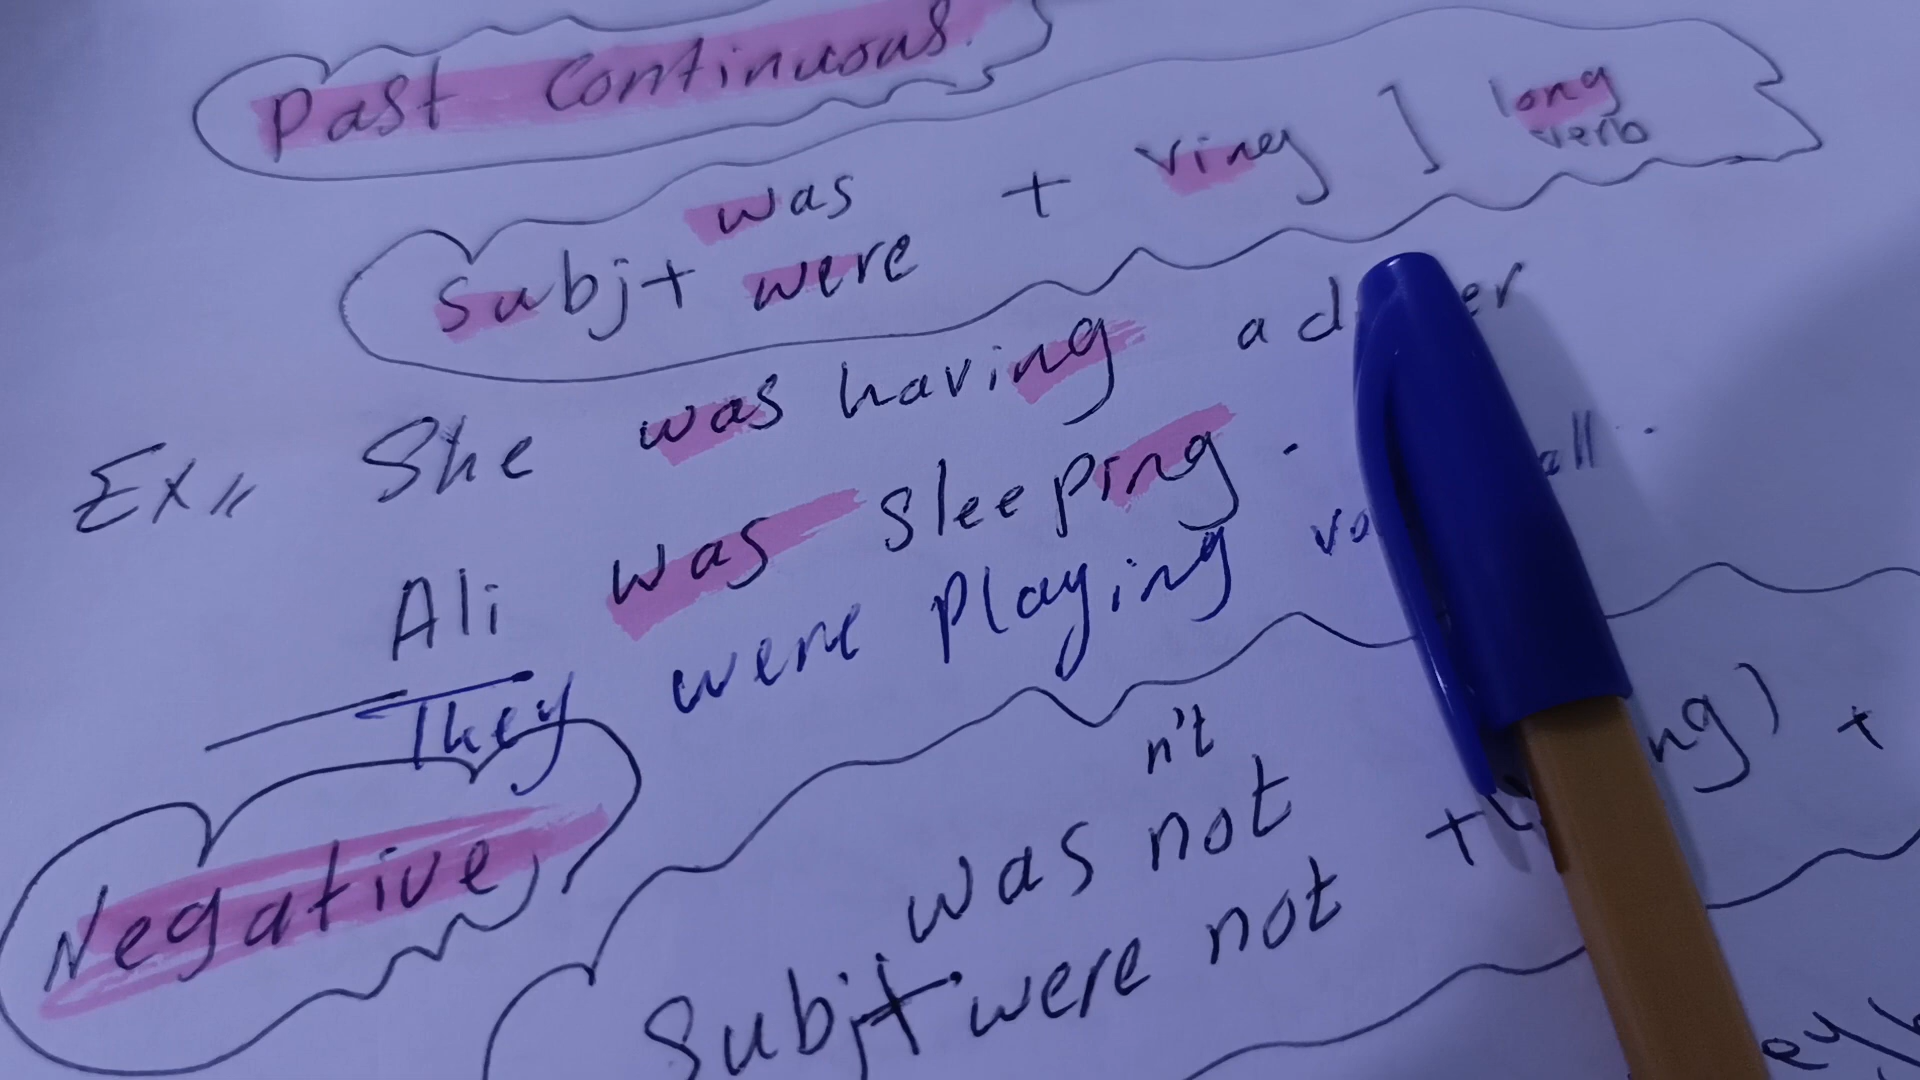 Past Continuous.
was
Subj+ were + ving ] long verb
Ex// She was having a
Ali was sleeping.
They were Playing
Negative
n't
was not
Subj+ were not +